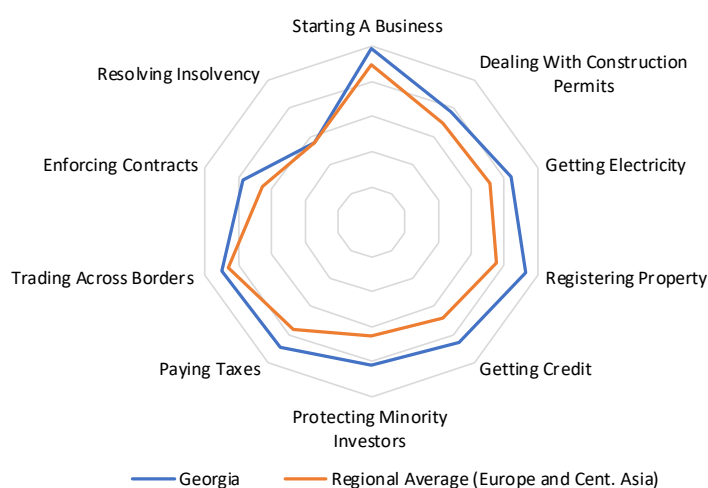 Starting A Business
Dealing With Construction
Permits
Resolving Insolvency
Enforcing Contracts
Getting Electricity
Trading Across Borders
Registering Property
Paying Taxes
Getting Credit
Protecting Minority
Investors
Georgia
Regional Average (Europe and Cent. Asia)